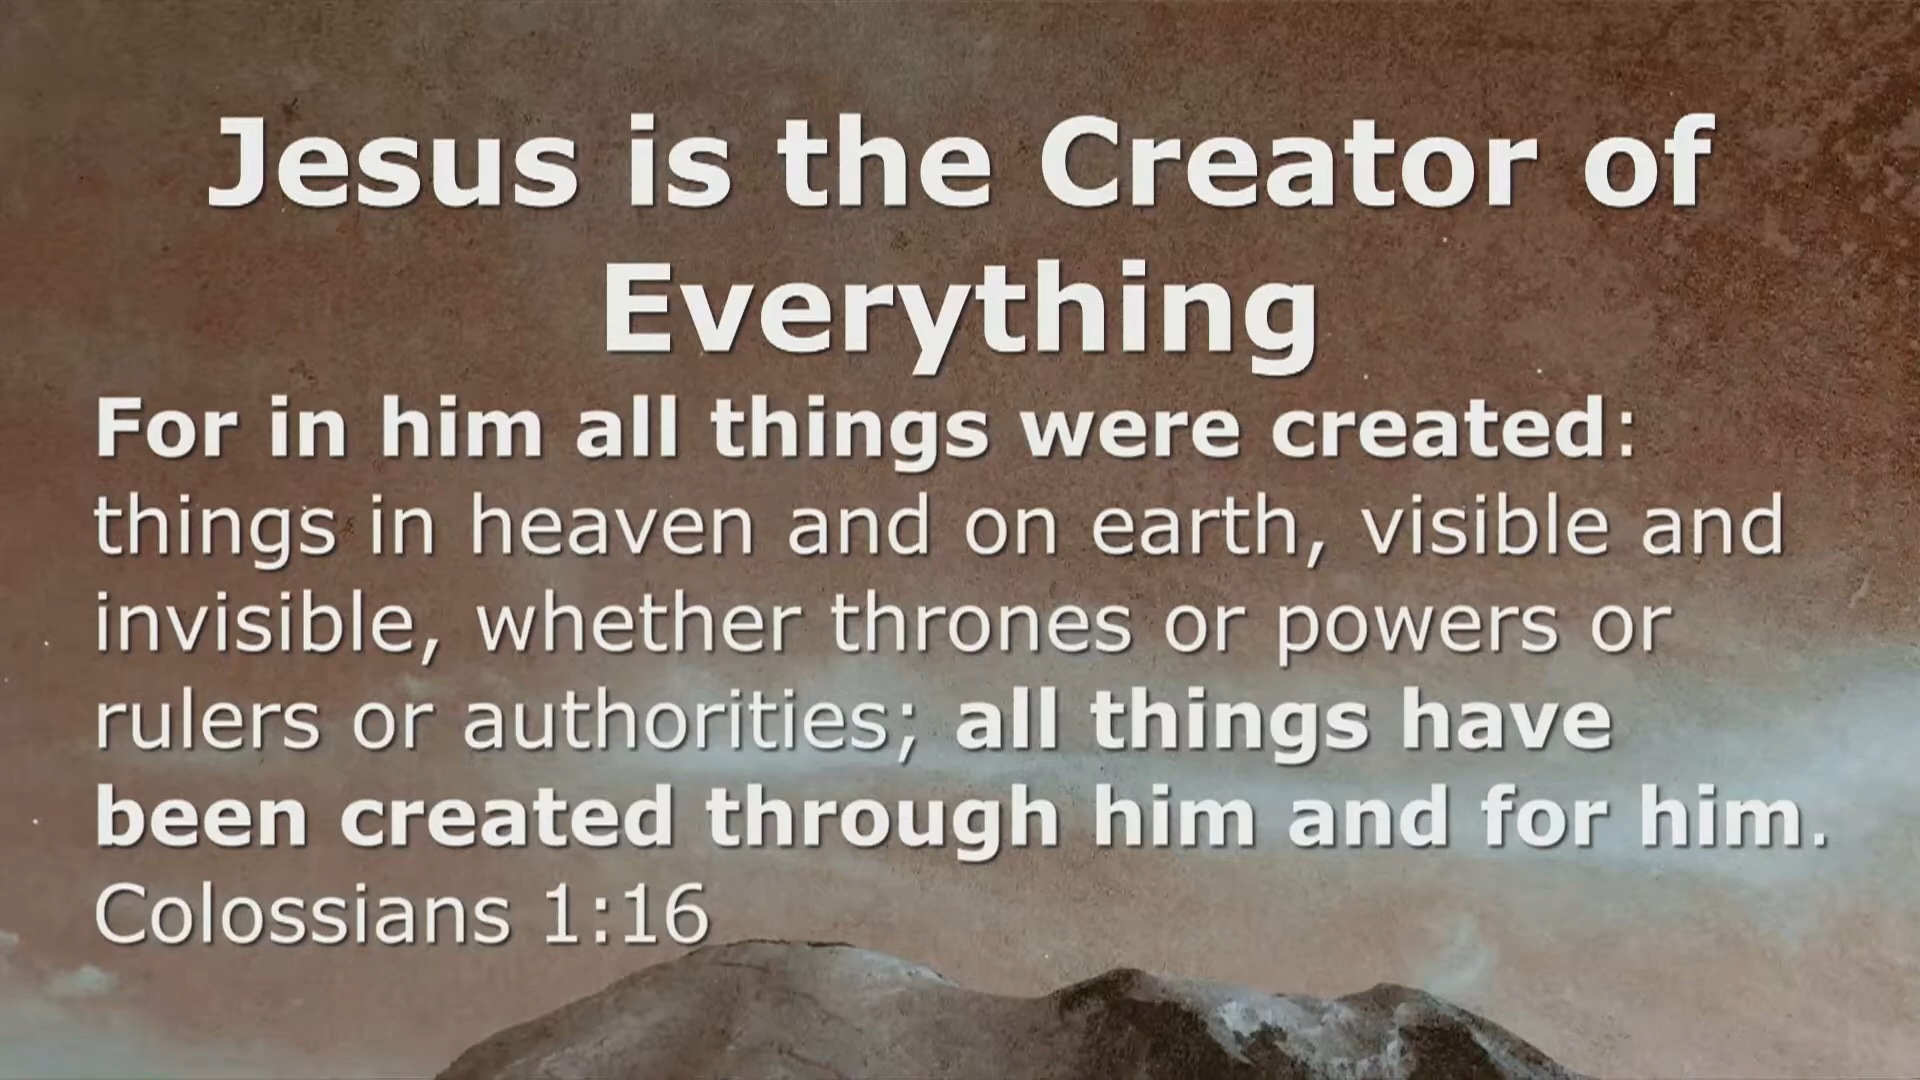 Jesus is the Creator of
Everything
For in him all things were created:
things in heaven and on earth, visible and
invisible, whether thrones or powers or
rulers or authorities; all things have
been created through him and for him.
Colossians 1:16